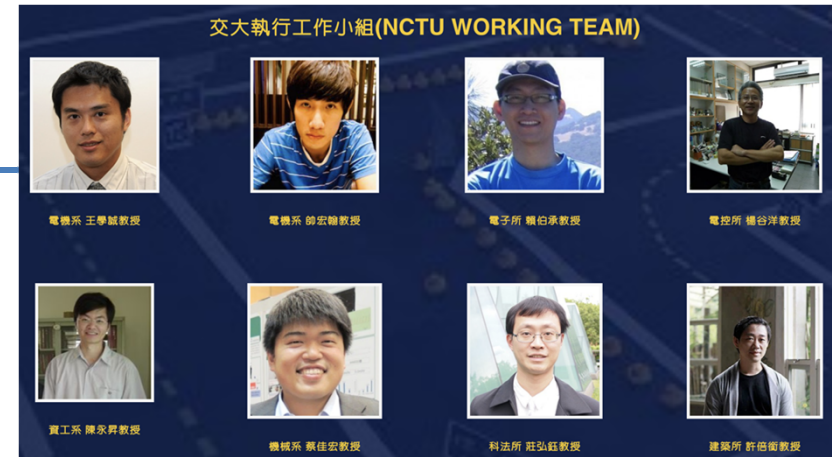 交大執行工作小組(NCTU WORKING TEAM)
電機系 王學誠教授
電機系 帥宏翰教授
電子所 賴伯承教授
電控所 楊谷洋教授
資工系 陳永昇教授
機械系 蔡佳宏教授
科法所 莊弘鈺教授
建築所 許倍銜教授